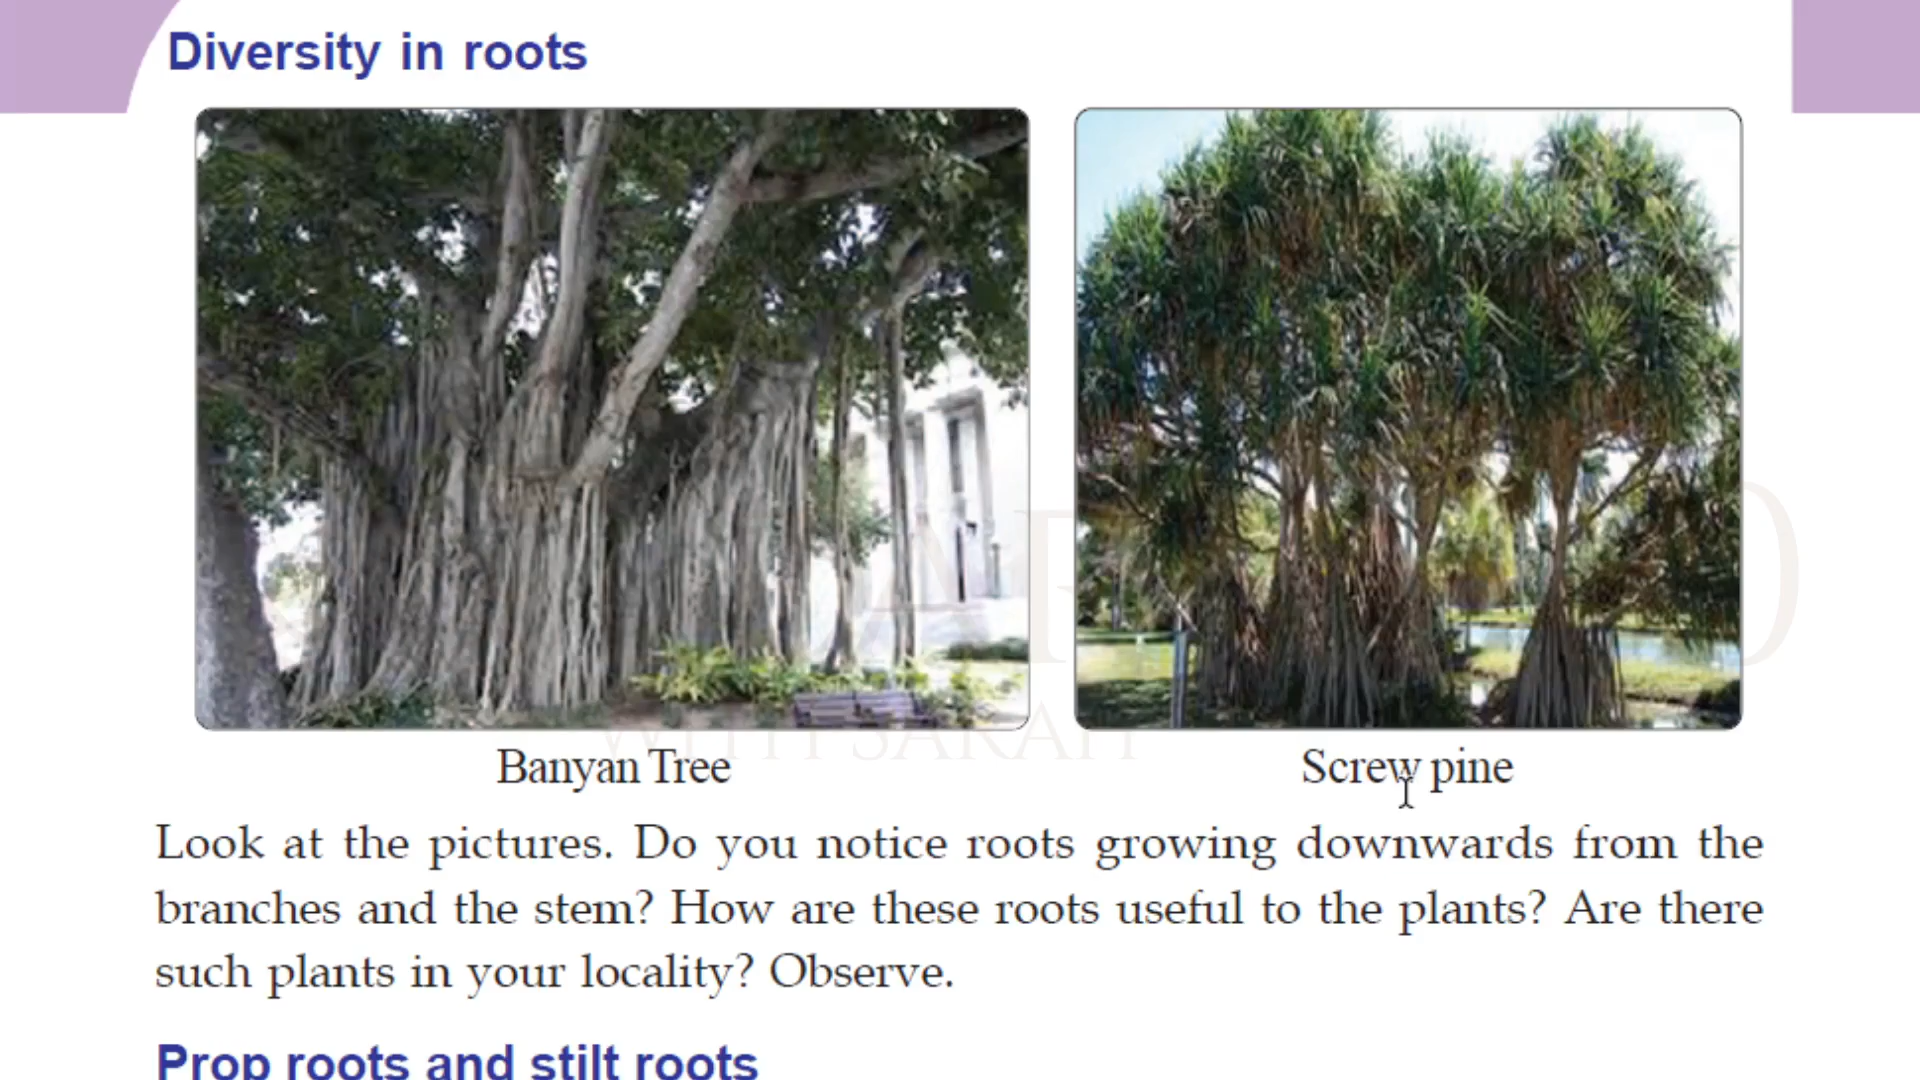 Diversity in roots
Banyan Tree
Screw pine
Look at the pictures. Do you notice roots growing downwards from the
branches and the stem? How are these roots useful to the plants? Are there
such plants in your locality? Observe.
Prop roots and stilt roots
WITH SARAH